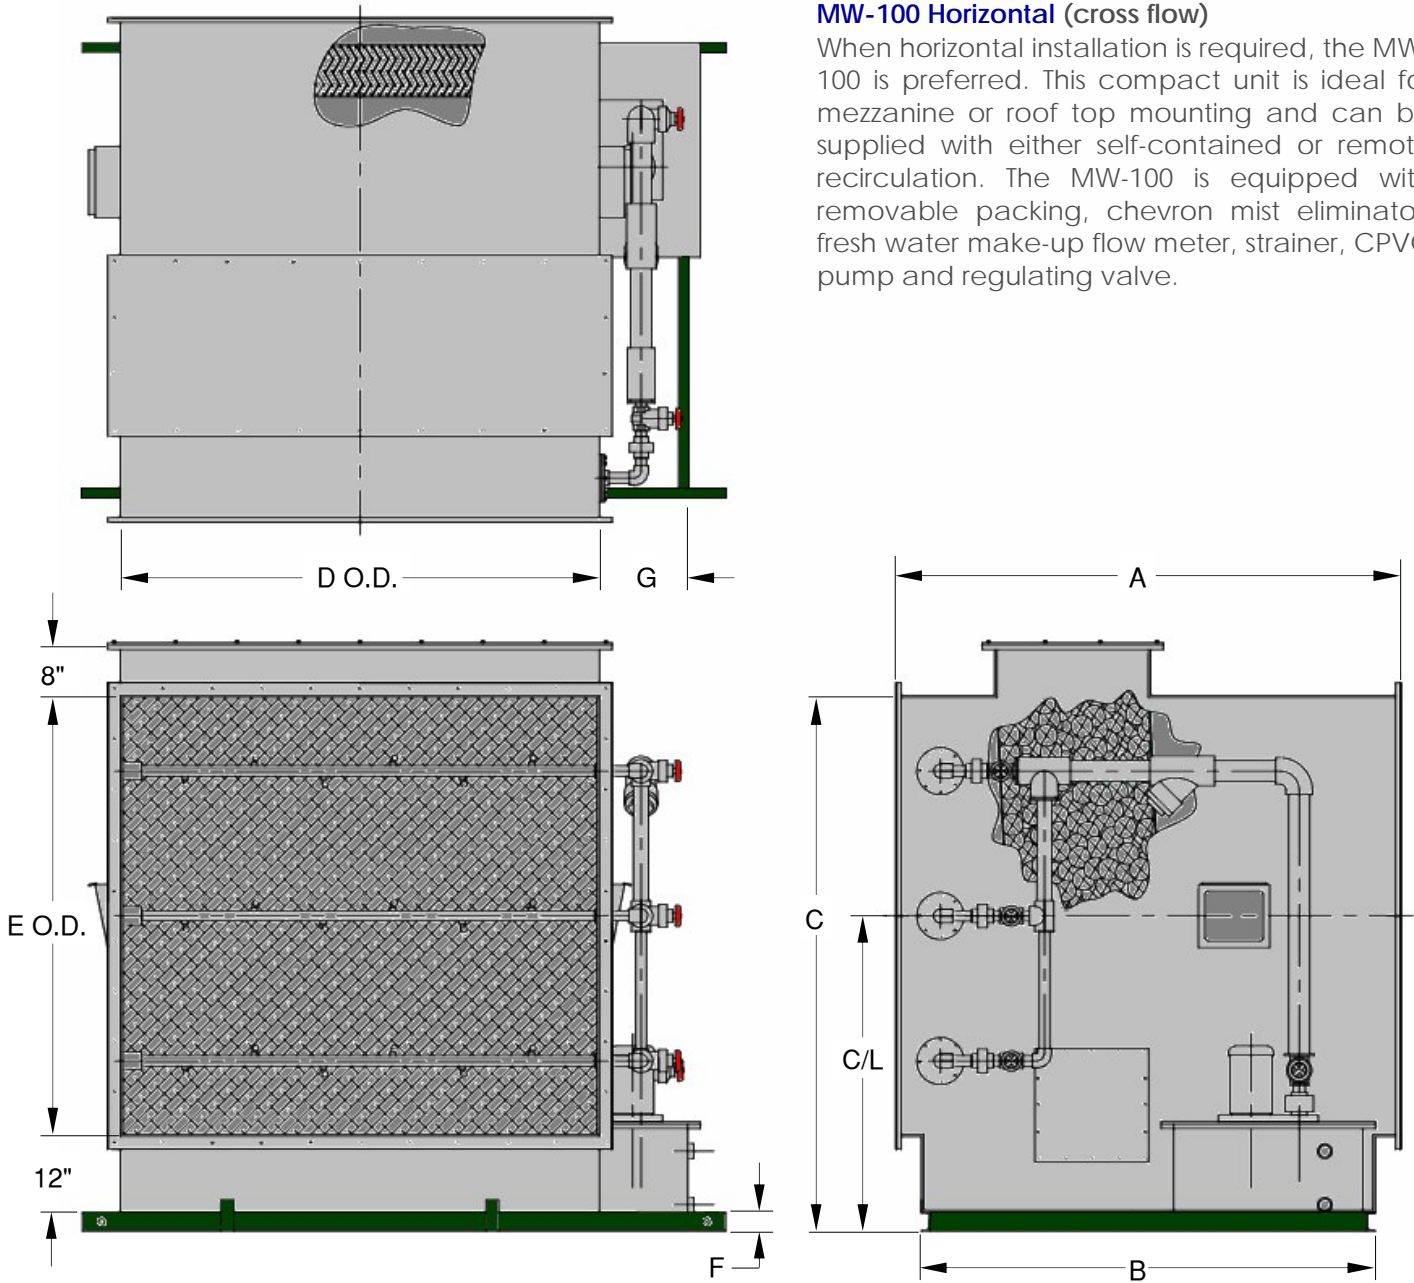 MW-100 Horizontal (cross flow)
When horizontal installation is required, the MW
100 is preferred. This compact unit is ideal fo
mezzanine or roof top mounting and can b
supplied with either self-contained or remot
recirculation. The MW-100 is equipped wit
removable packing, chevron mist eliminato
fresh water make-up flow meter, strainer, CPVC
pump and regulating valve.
D O.D.
G
A
8"
E O.D.
C
C/L
12"
F
B